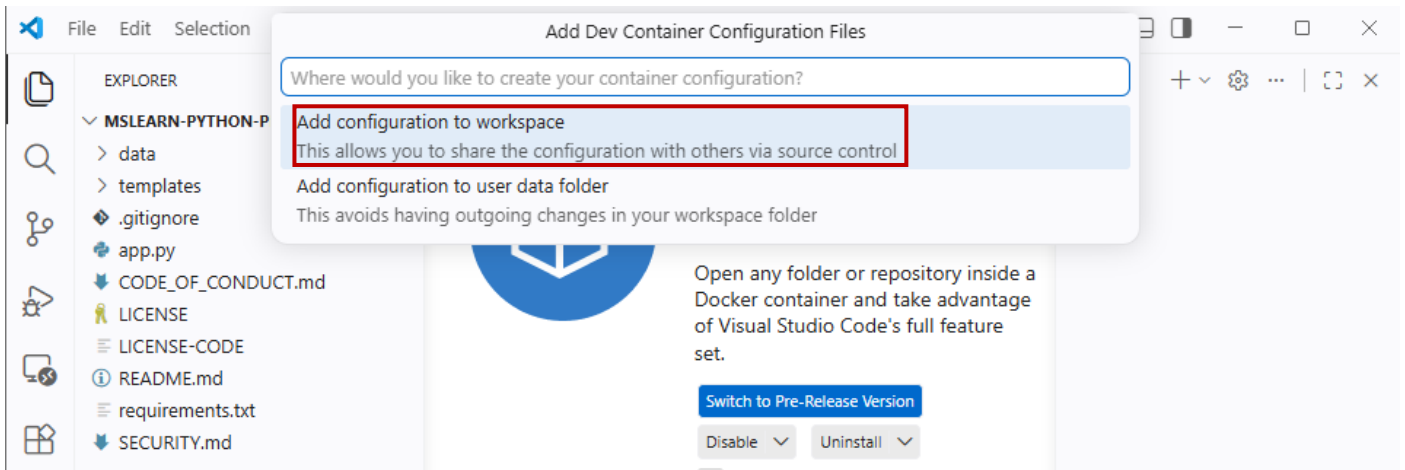 File Edit Selection
Add Dev Container Configuration Files
Where would you like to create your container configuration?
Add configuration to workspace
This allows you to share the configuration with others via source control
Add configuration to user data folder
This avoids having outgoing changes in your workspace folder
EXPLORER
MSLEARN-PYTHON-P
data
templates
.gitignore
app.py
CODE_OF_CONDUCT.md
LICENSE
LICENSE-CODE
README.md
requirements.txt
SECURITY.md
Open any folder or repository inside a
Docker container and take advantage
of Visual Studio Code's full feature
set.
Switch to Pre-Release Version
Disable Uninstall